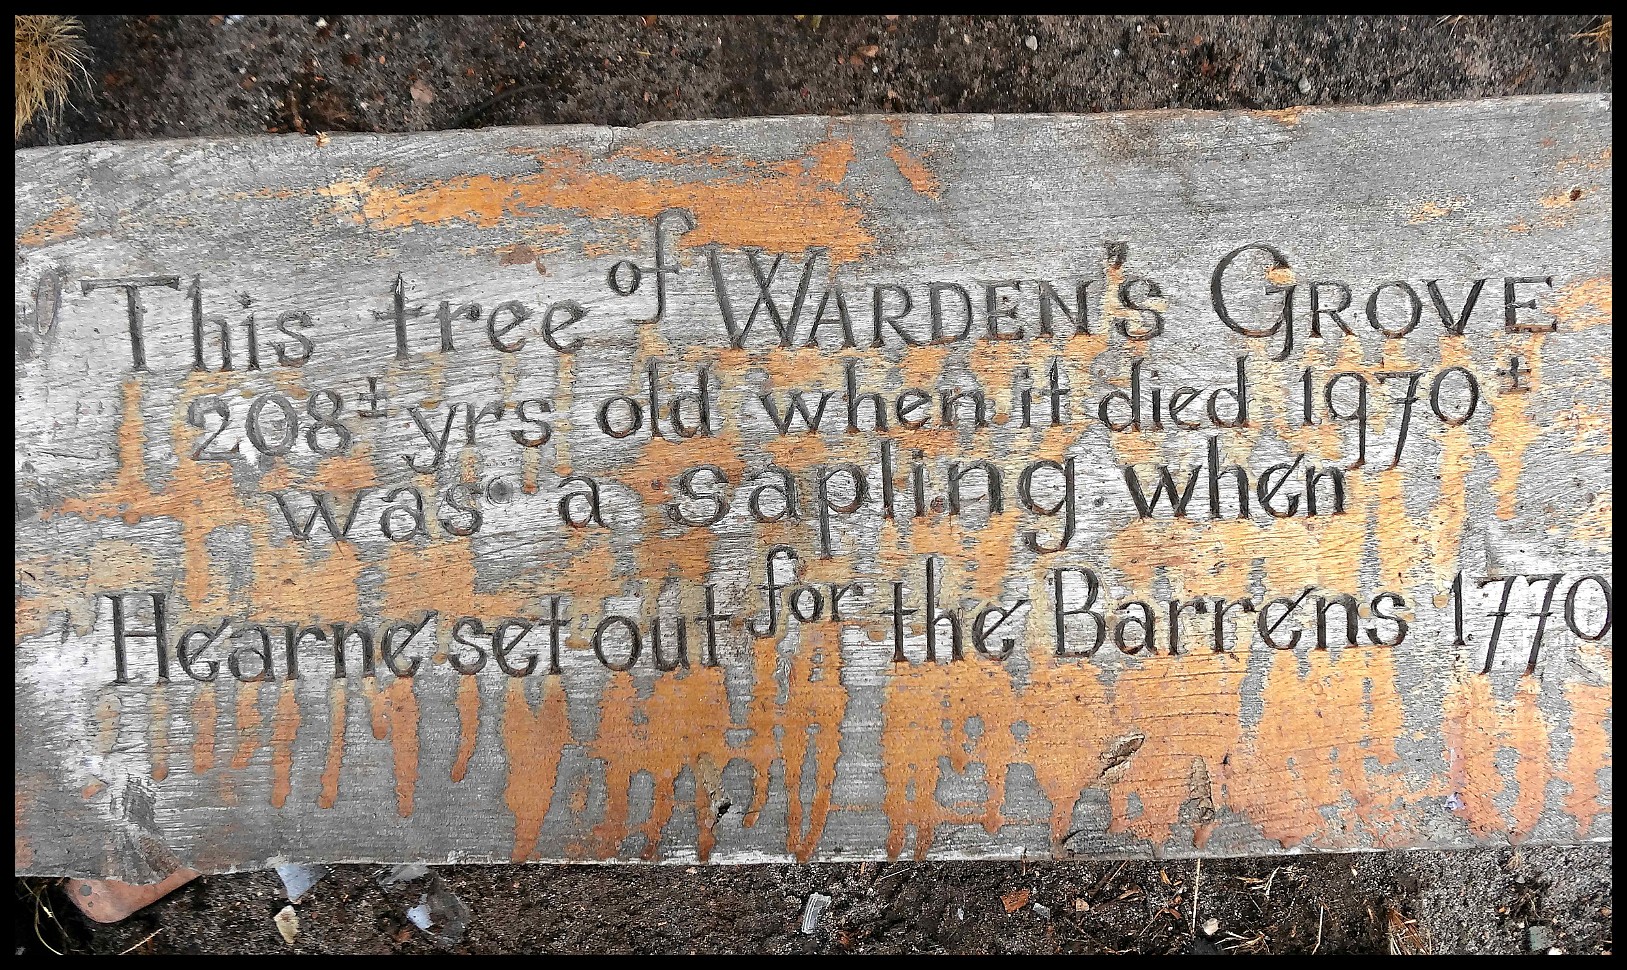 This tree of WARDEN'S GROVE
208± yrs old when it died 1970±
was a sapling when
Hearne set out for the Barrens 1770